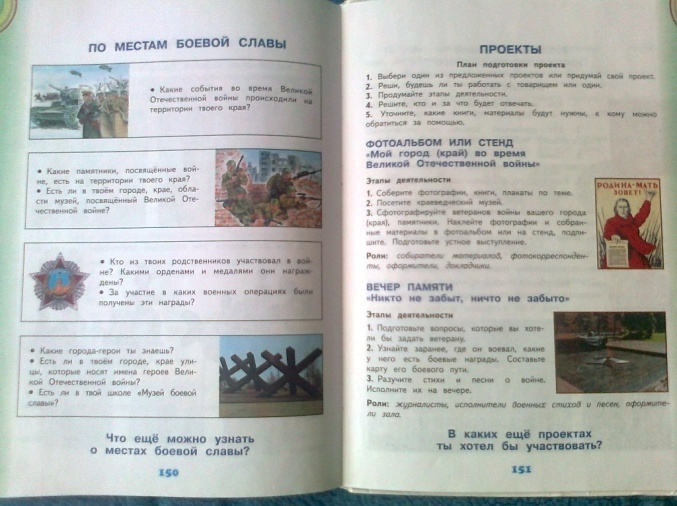 ПО МЕСТАМ БОЕВОЙ СЛАВЫ
• Какие события во время Великой
Отечественной войны происходили на
территории твоего края?
• Какие памятники, посвящённые вой-
не, есть на территории твоего края?
• Есть ли в твоём городе, крае, обла-
сти музей, посвящённый Великой Оте-
чественной войне?
• Кто из твоих родственников участвовал в вой-
не? Какими орденами и медалями они награж-
дены?
• За участие в каких военных операциях были
получены эти награды?
• Какие города-герои ты знаешь?
• Есть ли в твоём городе, крае ули-
цы, которые носят имена героев Вели-
кой Отечественной войны?
• Есть ли в твоей школе «Музей боевой
славы»?
Что ещё можно узнать
о местах боевой славы?
150
ПРОЕКТЫ
План подготовки проекта
1. Выбери один из предложенных проектов или придумай свой проект.
2. Реши, будешь ли ты работать с товарищем или один.
3. Продумайте этапы деятельности.
4. Решите, кто и за что будет отвечать.
5. Уточните, какие книги, материалы будут нужны, к кому можно
обратиться за помощью.
ФОТОАЛЬБОМ ИЛИ СТЕНД
«Мой город (край) во время
Великой Отечественной войны»
Этапы деятельности
1. Соберите фотографии, книги, плакаты по теме.
2. Посетите краеведческий музей.
3. Сфотографируйте ветеранов войны вашего города
(края), памятники. Наклейте фотографии и собран-
ные материалы в фотоальбом или на стенд, подпи-
шите. Подготовьте устное выступление.
Роли: собиратели материалов, фотокорреспонден-
ты, оформители, докладчики.
РОДИНА-МАТЬ
ЗОВЕТ!
ВЕЧЕР ПАМЯТИ
«Никто не забыт, ничто не забыто»
Этапы деятельности
1. Подготовьте вопросы, которые вы хоте-
ли бы задать ветерану.
2. Узнайте заранее, где он воевал, какие
у него есть боевые награды. Составьте
карту его боевого пути.
3. Разучите стихи и песни о войне.
Исполните их на вечере.
Роли: журналисты, исполнители военных стихов и песен, оформите-
ли зала.
В каких ещё проектах
ты хотел бы участвовать?
151